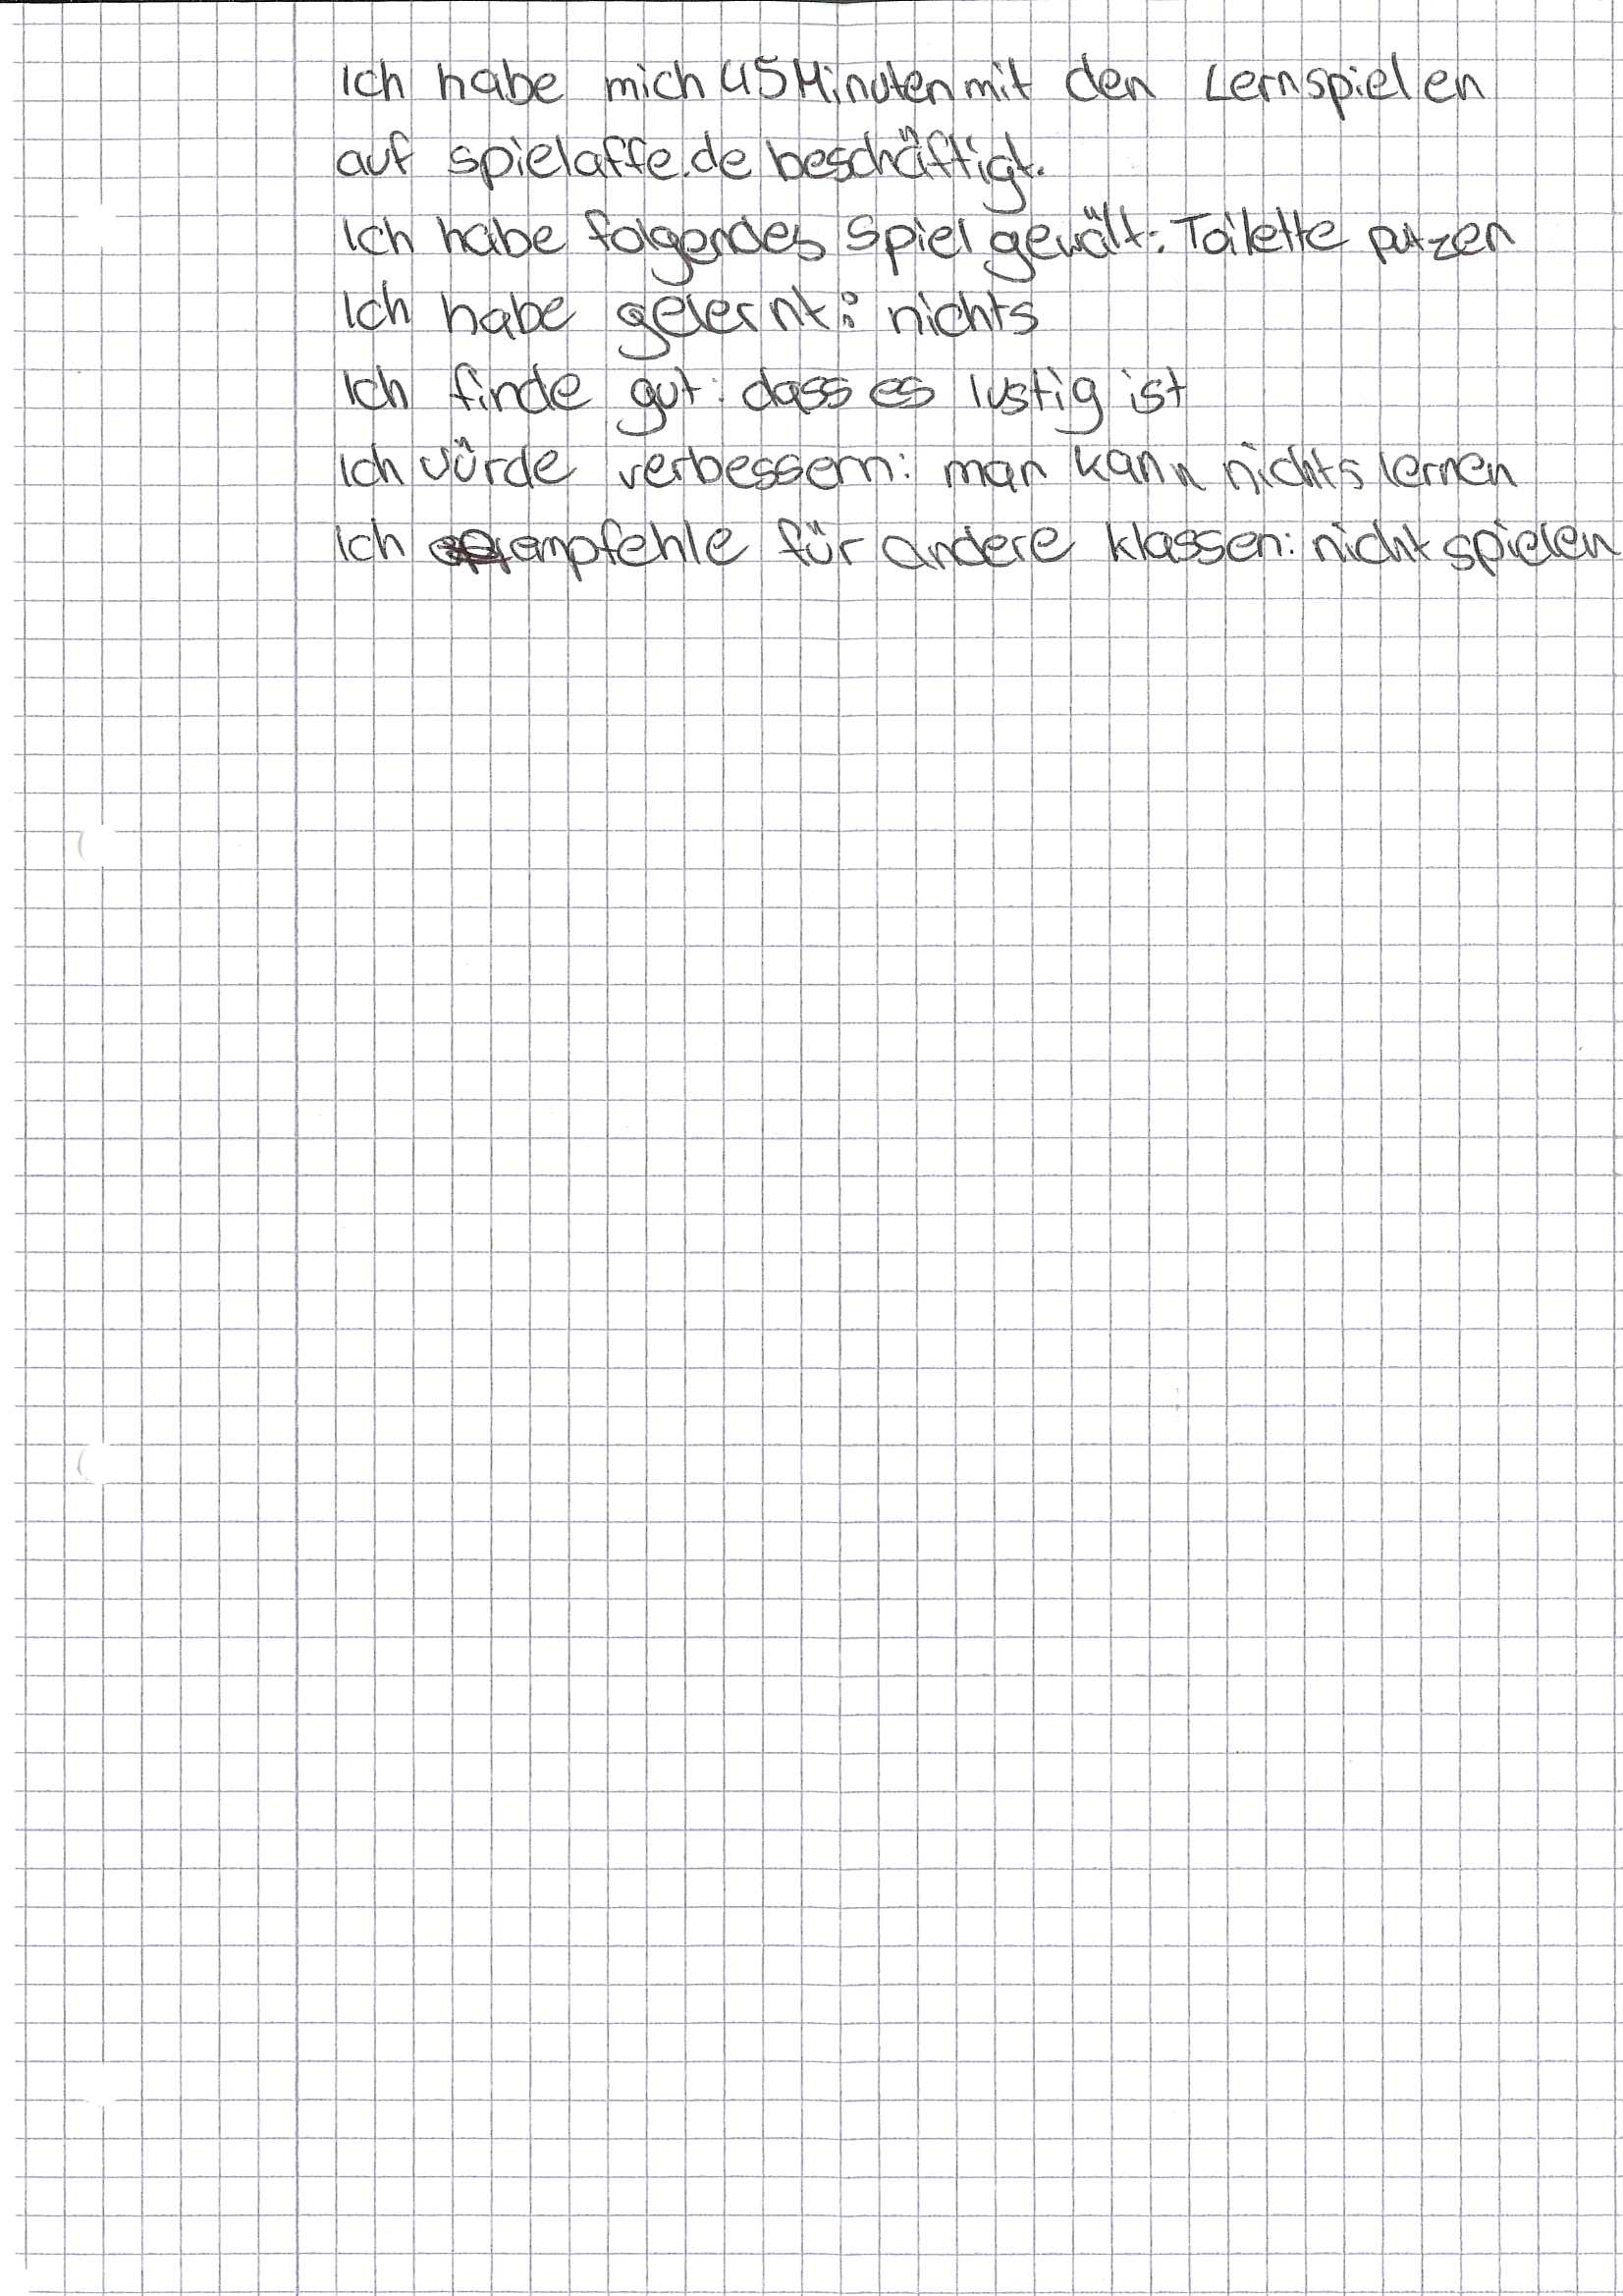 Ich habe mich 45 Minuten mit den Lernspielen
auf spielaffe.de beschäftigt.
Ich habe folgendes Spiel gewält: Toilette putzen
Ich habe gelernt: nichts
Ich finde gut: dass es lustig ist
Ich würde verbessern: man kann nichts lernen
Ich empfehle für andere klassen: nicht spielen